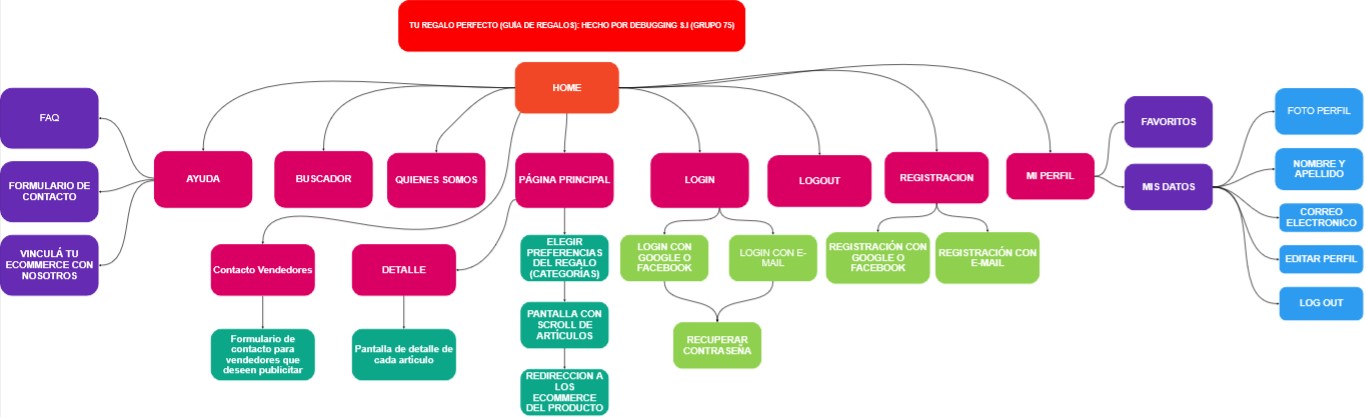 TU REGALO PERFECTO (GUÍA DE REGALOS): HECHO POR DEBUGGING S.I (GRUPO 75)
HOME
FAQ
FORMULARIO DE
CONTACTO
VINCULÁ TU
ECOMMERCE CON
NOSOTROS
AYUDA
BUSCADOR
QUIENES SOMOS
PÁGINA PRINCIPAL
LOGIN
LOGOUT
REGISTRACION
MI PERFIL
FAVORITOS
MIS DATOS
FOTO PERFIL
NOMBRE Y
APELLIDO
CORREO
ELECTRONICO
EDITAR PERFIL
LOG OUT
Contacto Vendedores
DETALLE
ELEGIR
PREFERENCIAS
DEL REGALO
(CATEGORÍAS)
LOGIN CON
GOOGLE O
FACEBOOK
LOGIN CON E-
MAIL
REGISTRACIÓN CON
GOOGLE O
FACEBOOK
REGISTRACIÓN CON
E-MAIL
Formulario de
contacto para
vendedores que
deseen publicitar
Pantalla de detalle de
cada artículo
PANTALLA CON
SCROLL DE
ARTÍCULOS
RECUPERAR
CONTRASEÑA
REDIRECCION A
LOS
ECOMMERCE
DEL PRODUCTO